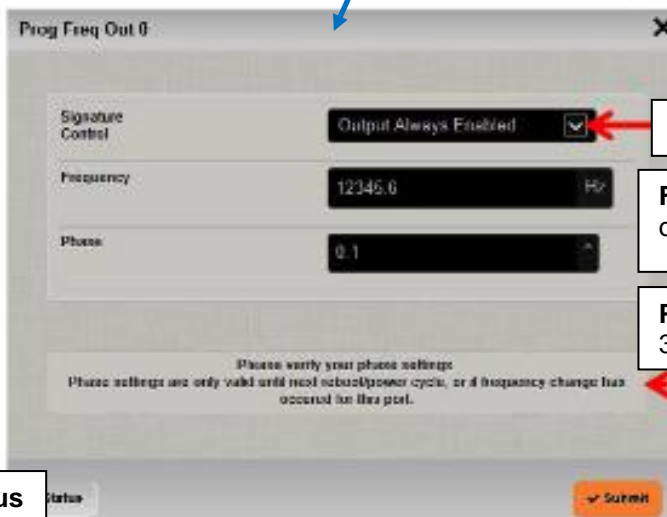 Prog Freq Out 0
Signature
Control
Output Always Enabled
Frequency
12345.6 Hz
F
Phase
0.1
F
3
Please verify your phase settings
Phase settings are only valid until next reboot/power cycle, or if frequency change has
occured for this port.
us
Status
Submit